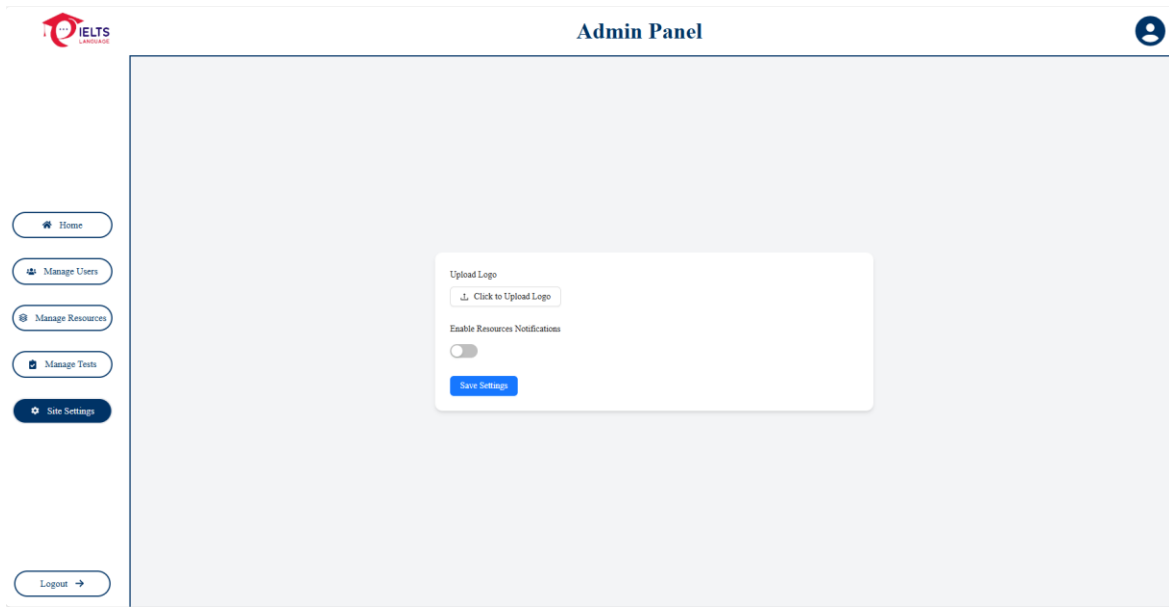 IELTS
LANGUAGE
Admin Panel
Home
Manage Users
Manage Resources
Manage Tests
Site Settings
Logout
Upload Logo
Click to Upload Logo
Enable Resources Notifications
Save Settings